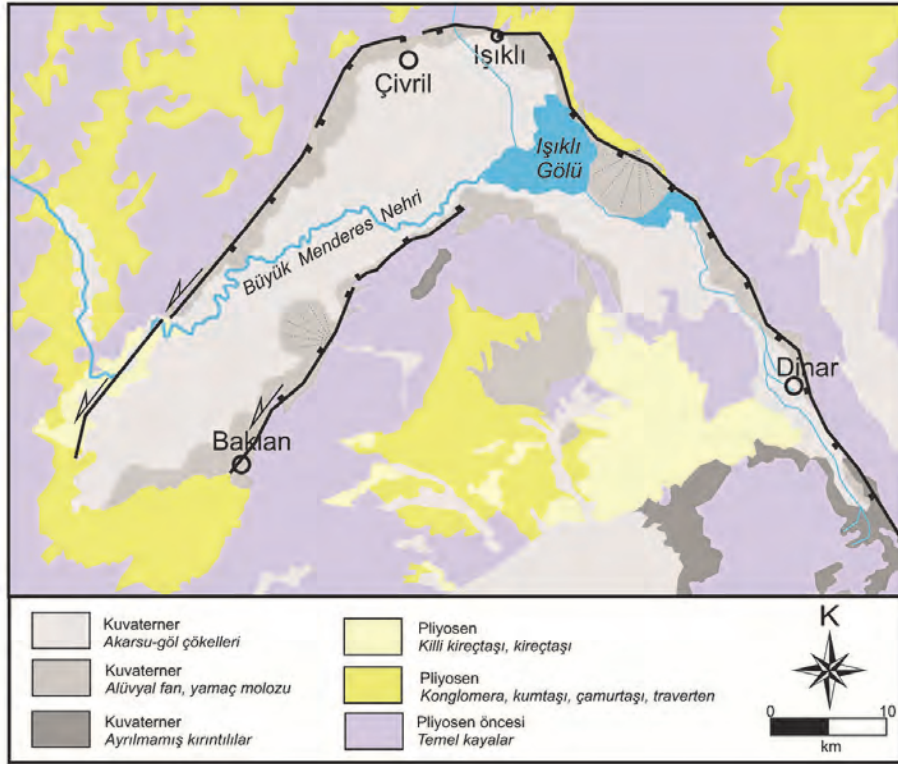 Işıklı
Çivril
Işıklı
Gölü
Büyük Menderes Nehri
Dinar
Baklan
Kuvaterner
Akarsu-göl çökelleri
Kuvaterner
Alüvyal fan, yamaç molozu
Kuvaterner
Ayrılmamış kırıntılılar
Pliyosen
Killi kireçtaşı, kireçtaşı
Pliyosen
Konglomera, kumtaşı, çamurtaşı, traverten
Pliyosen öncesi
Temel kayalar
K
0 10
km